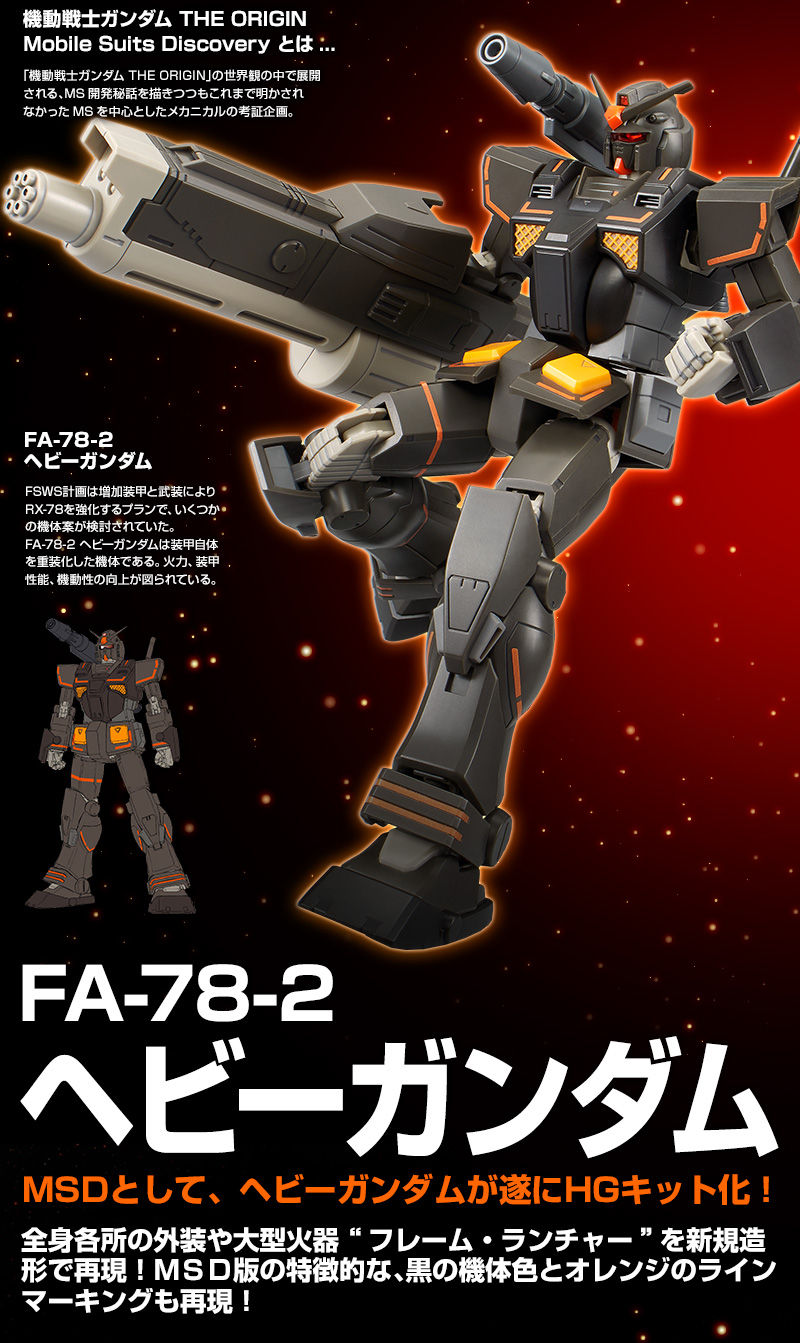 機動戦士ガンダム THE ORIGIN
Mobile Suits Discovery とは ...
「機動戦士ガンダム THE ORIGIN」の世界観の中で展開
される、MS 開発秘話を描きつつもこれまで明かされ
なかった MS を中心としたメカニカルの考証企画。
FA-78-2
ヘビーガンダム
FSWS計画は増加装甲と武装により
RX-78を強化するプランで、いくつか
の機体案が検討されていた。
FA-78-2 ヘビーガンダムは装甲自体
を重装化した機体である。火力、装甲
性能、機動性の向上が図られている。
FA-78-2
ヘビーガンダム
MSDとして、ヘビーガンダムが遂にHGキット化！
全身各所の外装や大型火器 “ フレーム・ランチャー ” を新規造
形で再現！ＭＳＤ版の特徴的な、黒の機体色とオレンジのライン
マーキングも再現！